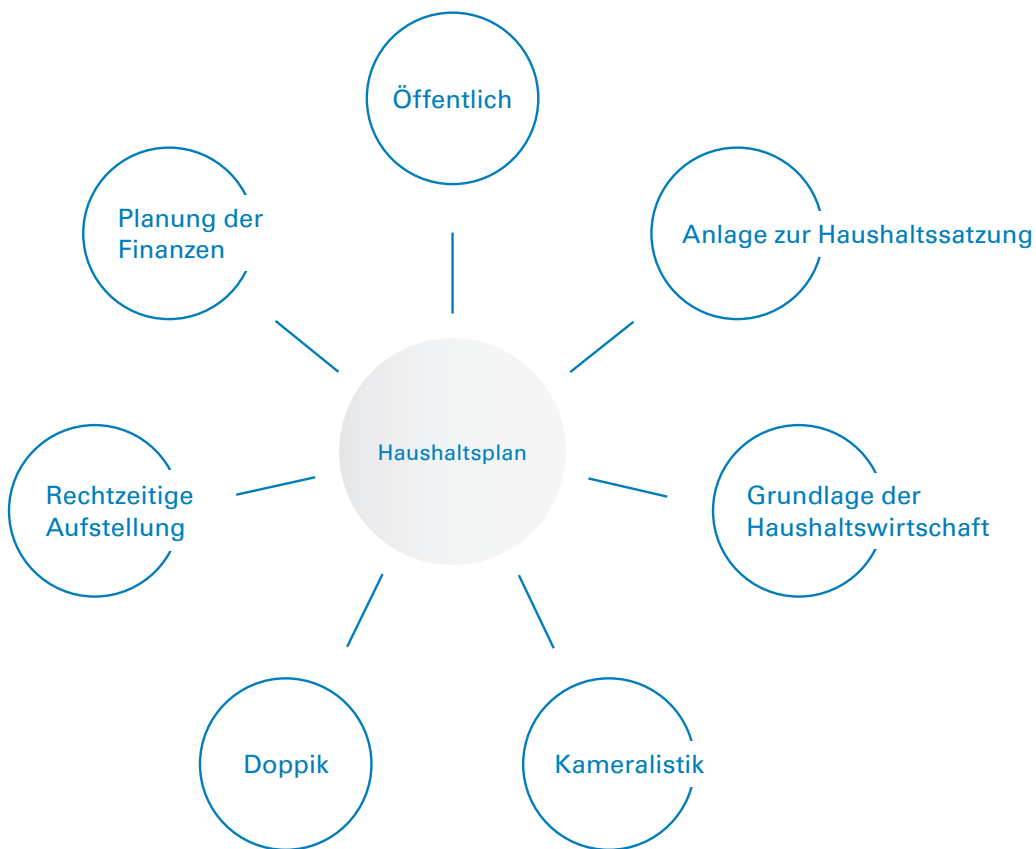 Öffentlich
Planung der
Finanzen
Anlage zur Haushaltssatzung
Haushaltsplan
Rechtzeitige
Aufstellung
Grundlage der
Haushaltswirtschaft
Doppik
Kameralistik